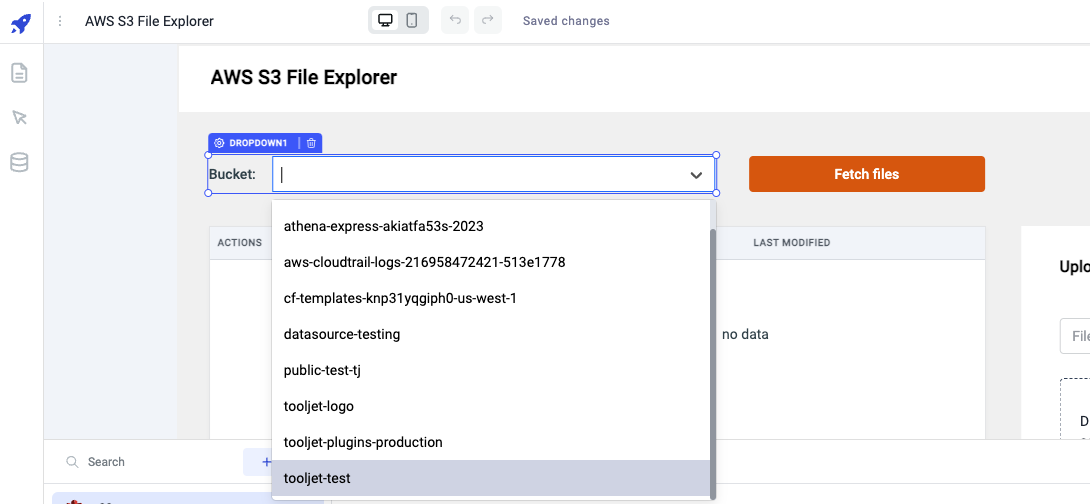 AWS S3 File Explorer
Saved changes
AWS S3 File Explorer
DROPDOWN1
Bucket:
Fetch files
athena-express-akiatfa53s-2023
ACTIONS
LAST MODIFIED
aws-cloudtrail-logs-216958472421-513e1778
cf-templates-knp31yqgiph0-us-west-1
datasource-testing
no data
public-test-tj
tooljet-logo
tooljet-plugins-production
tooljet-test
Uplo
File
D
Search
+